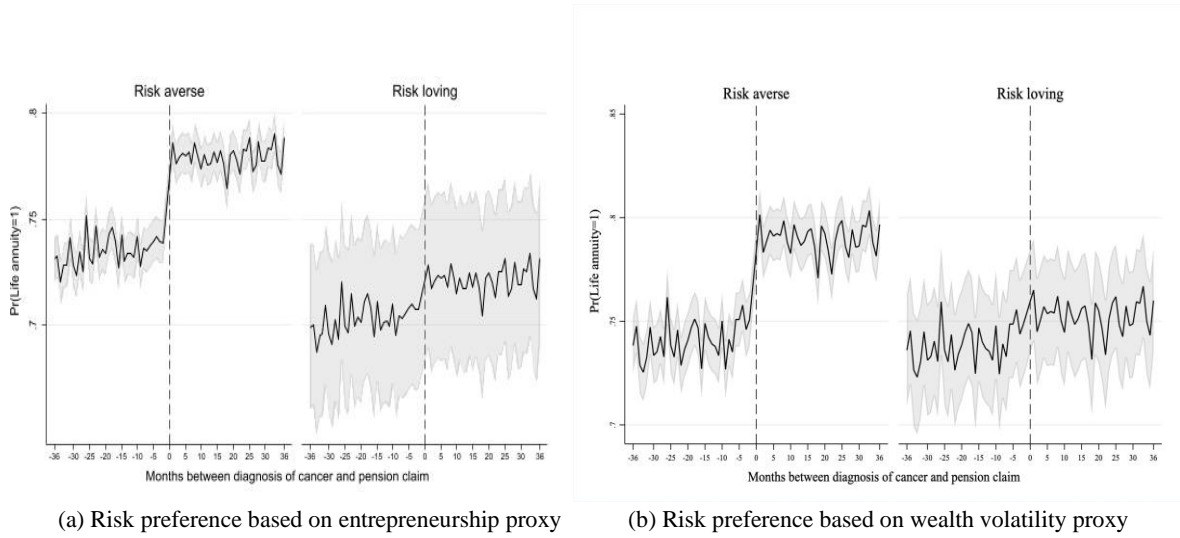 Risk averse
Risk loving
Pr(Life annuity=1)
.8
.75
.7
-36 -30 -25 -20 -15 -10 -5 0 5 10 15 20 25 30 36
-36 -30 -25 -20 -15 -10 -5 0 5 10 15 20 25 30 36
Months between diagnosis of cancer and pension claim
(a) Risk preference based on entrepreneurship proxy
Risk averse
Risk loving
Pr(Life annuity=1)
.85
.8
.75
.7
-36 -30 -25 -20 -15 -10 -5 0 5 10 15 20 25 30 36
-36 -30 -25 -20 -15 -10 -5 0 5 10 15 20 25 30 36
Months between diagnosis of cancer and pension claim
(b) Risk preference based on wealth volatility proxy